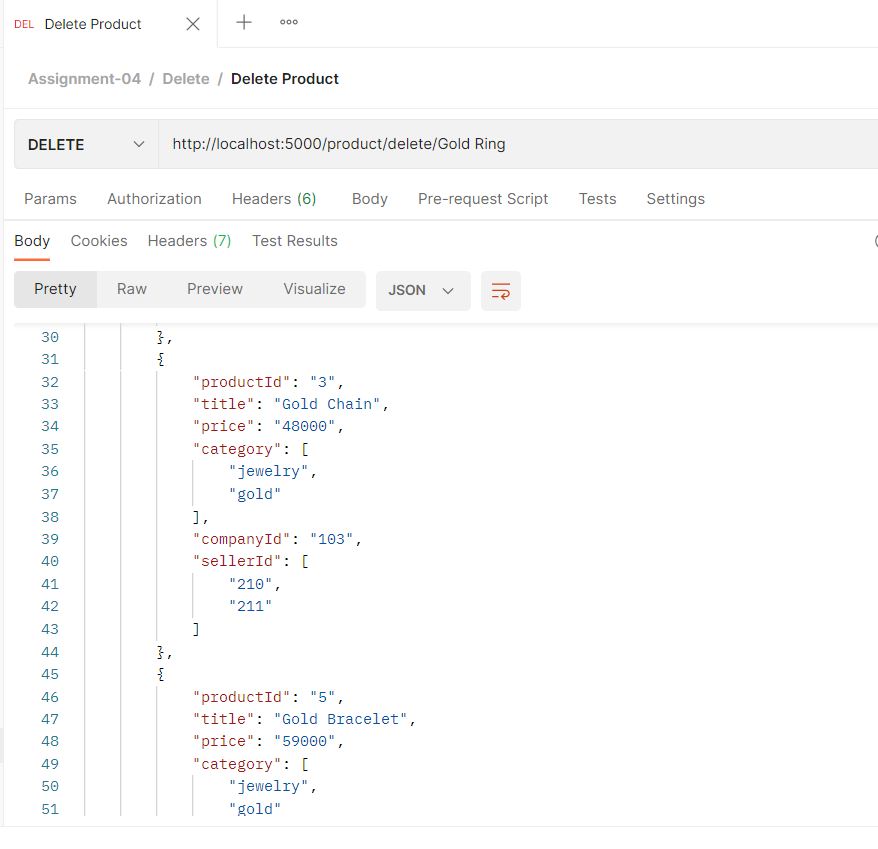 DEL Delete Product
Assignment-04 / Delete / Delete Product
DELETE http://localhost:5000/product/delete/Gold Ring
Params Authorization Headers (6) Body Pre-request Script Tests Settings
Body Cookies Headers (7) Test Results
Pretty Raw Preview Visualize JSON
30 },
31 {
32 "productId": "3",
33 "title": "Gold Chain",
34 "price": "48000",
35 "category": [
36 "jewelry",
37 "gold"
38 ],
39 "companyId": "103",
40 "sellerId": [
41 "210",
42 "211"
43 ]
44 },
45 {
46 "productId": "5",
47 "title": "Gold Bracelet",
48 "price": "59000",
49 "category": [
50 "jewelry",
51 "gold"